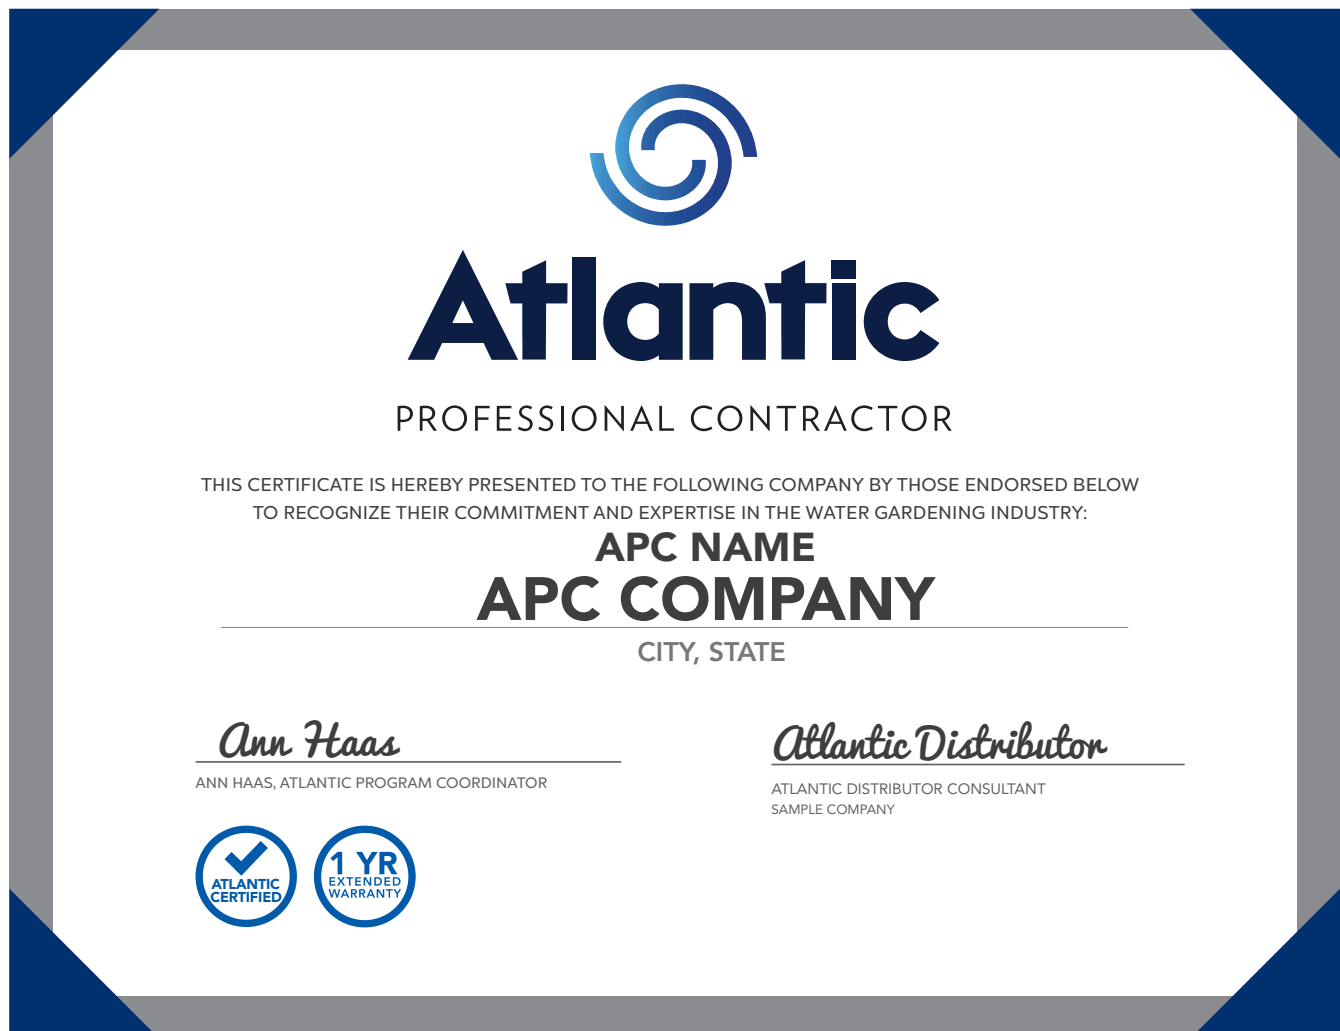 Atlantic
PROFESSIONAL CONTRACTOR
THIS CERTIFICATE IS HEREBY PRESENTED TO THE FOLLOWING COMPANY BY THOSE ENDORSED BELOW
TO RECOGNIZE THEIR COMMITMENT AND EXPERTISE IN THE WATER GARDENING INDUSTRY:
APC NAME
APC COMPANY
CITY, STATE
Ann Haas
ANN HAAS, ATLANTIC PROGRAM COORDINATOR
Atlantic Distributor
ATLANTIC DISTRIBUTOR CONSULTANT
SAMPLE COMPANY
ATLANTIC
CERTIFIED
1 YR
EXTENDED
WARRANTY